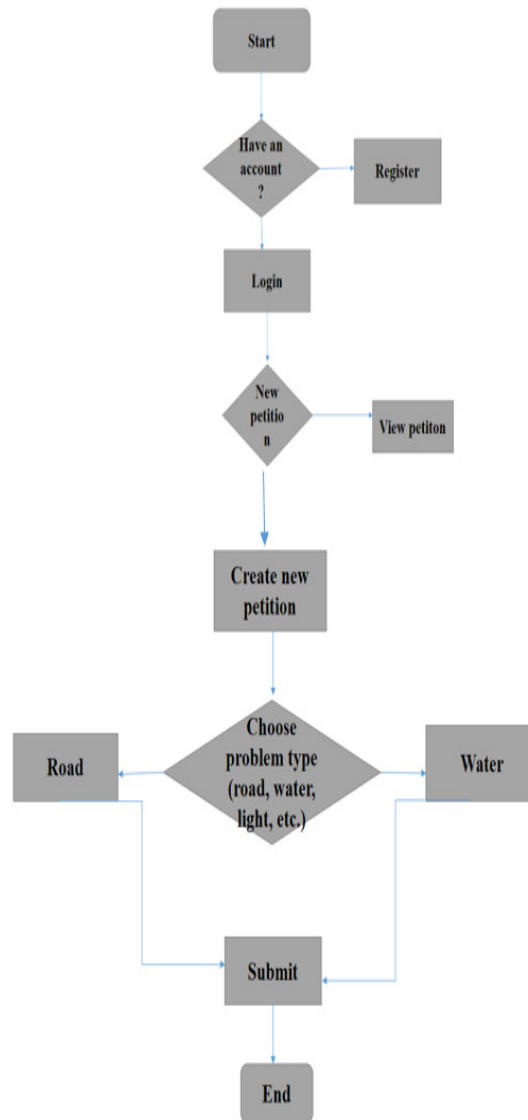 Start
Have an
account
?
Register
Login
New
petitio
n
View petiton
Create new
petition
Choose
problem type
(road, water,
light, etc.)
Road
Water
Submit
End